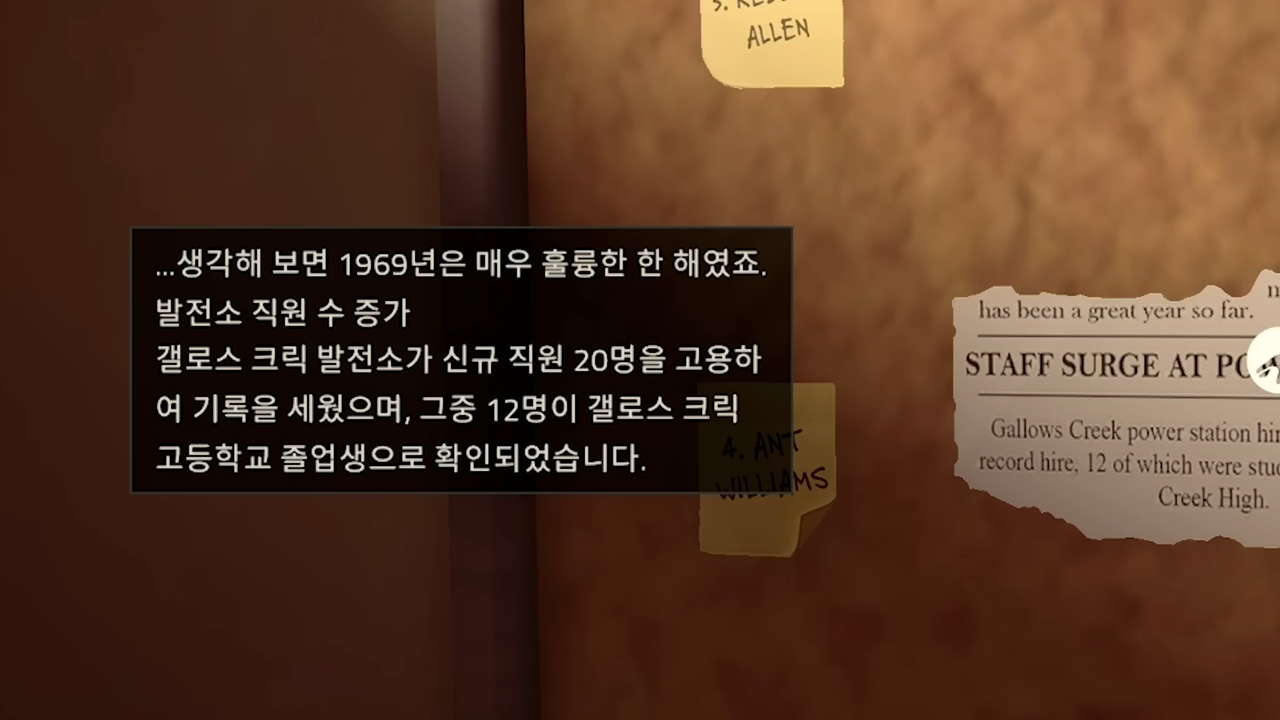 ALLEN
...생각해 보면 1969년은 매우 훌륭한 한 해였죠.
발전소 직원 수 증가
갤로스 크릭 발전소가 신규 직원 20명을 고용하
여 기록을 세웠으며, 그중 12명이 갤로스 크릭
고등학교 졸업생으로 확인되었습니다.
4. ANT
WILLIAMS
has been a great year so far.
STAFF SURGE AT
Gallows Creek power station
record hire, 12 of which were
Creek High.